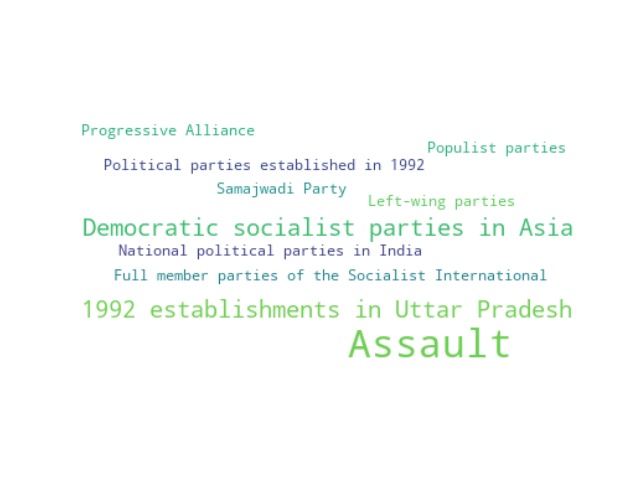 Progressive Alliance
Populist parties
Political parties established in 1992
Samajwadi Party
Left-wing parties
Democratic socialist parties in Asia
National political parties in India
Full member parties of the Socialist International
1992 establishments in Uttar Pradesh
Assault